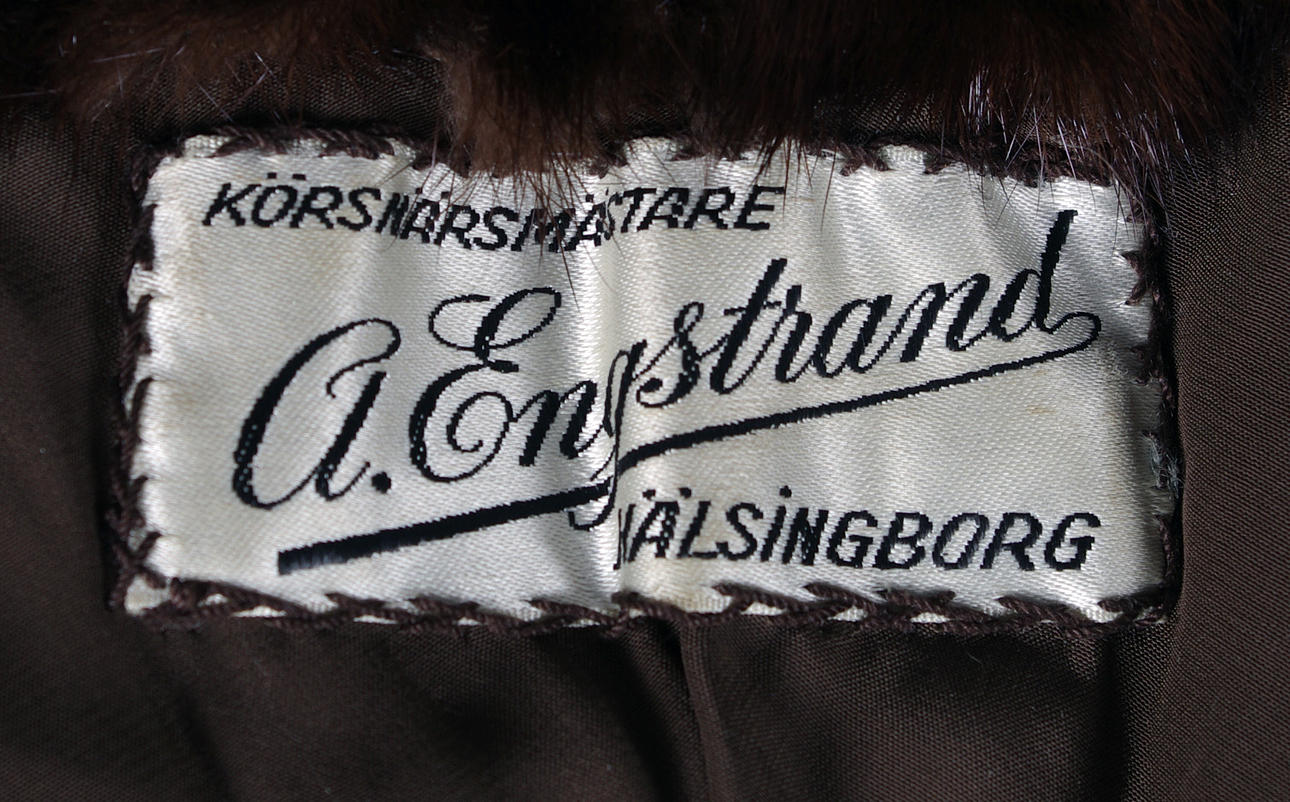 KÖRSNÄRSMÄSTARE
A. Engstrand
HÄLSINGBORG